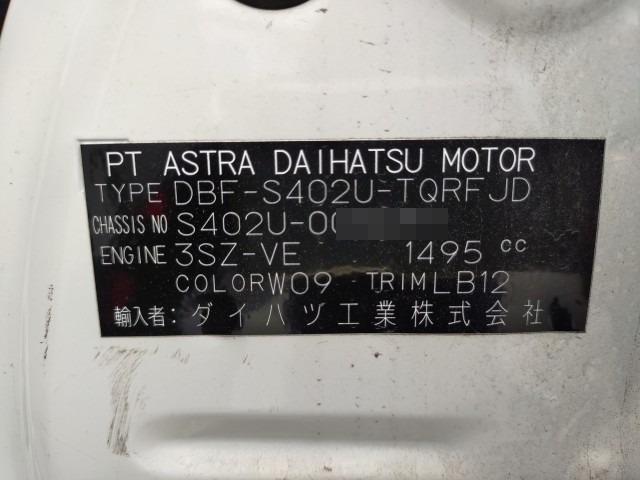 PT ASTRA DAIHATSU MOTOR
TYPE DBF-S402U-TQRFJD
CHASSIS NO S402U-00
ENGINE 3SZ-VE 1495 cc
COLOR W09 TRIM LB12
輸入者: ダイハツ工業株式会社